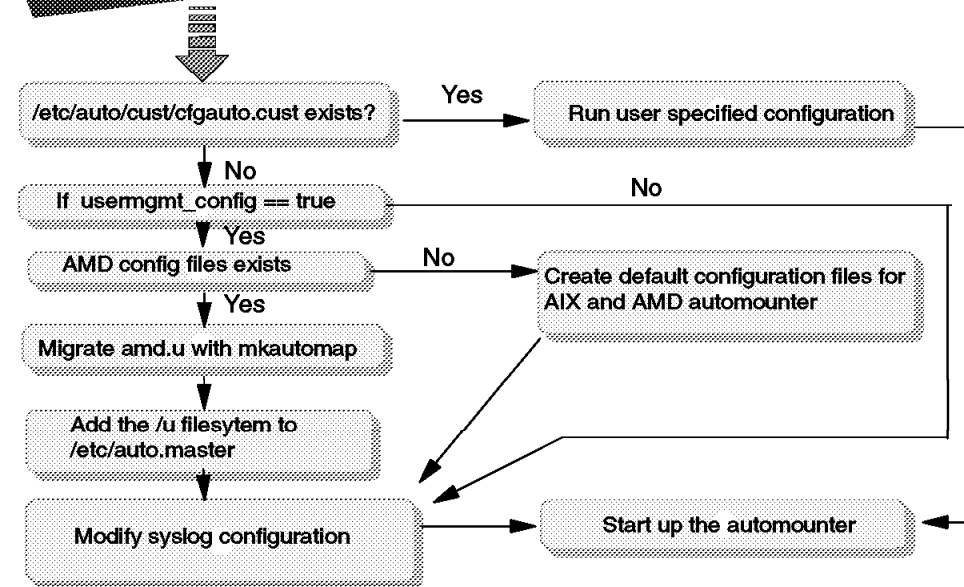 /etc/auto/cust/cfgauto.cust exists?
Yes
Run user specified configuration
No
If usermgmt_config == true
No
Yes
AMD config files exists
No
Create default configuration files for
AIX and AMD automounter
Yes
Migrate amd.u with mkautomap
Add the /u filesytem to
/etc/auto.master
Modify syslog configuration
Start up the automounter